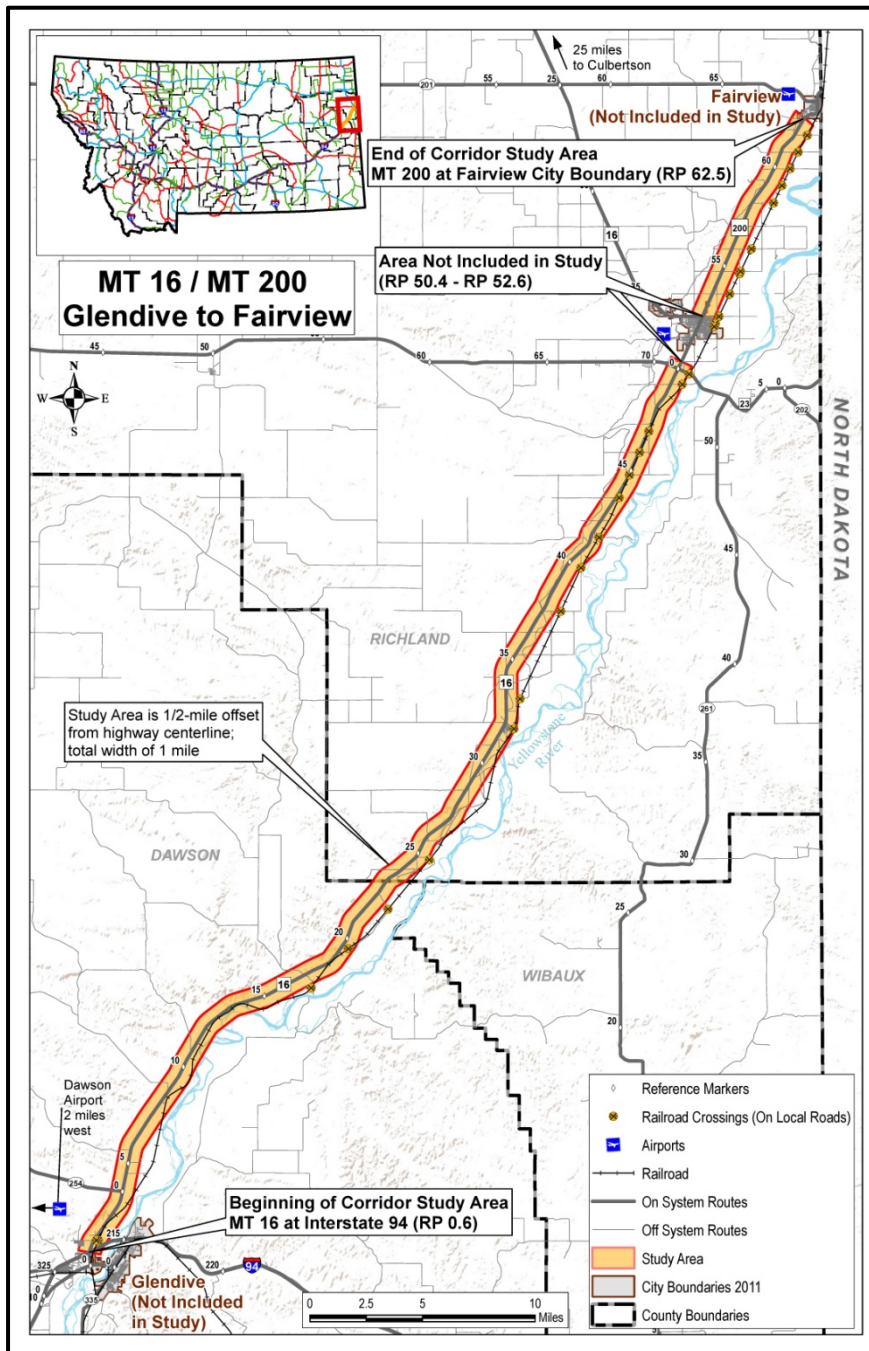 25 miles
to Culbertson
201
55
25
60
65
Fairview
(Not Included in Study)
End of Corridor Study Area
MT 200 at Fairview City Boundary (RP 62.5)
60
200
16
55
Area Not Included in Study
(RP 50.4 - RP 52.6)
MT 16 / MT 200
Glendive to Fairview
45
50
60
65
70
0
5
0
23
202
50
N
W
E
S
NORTH DAKOTA
45
45
40
RICHLAND
35
40
16
261
Study Area is 1/2-mile offset
from highway centerline;
total width of 1 mile
Yellowstone
River
30
35
25
DAWSON
30
25
20
WIBAUX
15
16
20
10
Dawson
Airport
2 miles
west
5
254
0
Beginning of Corridor Study Area
MT 16 at Interstate 94 (RP 0.6)
215
0
0
325
10
335
220
94
Glendive
(Not Included
in Study)
0
2.5
5
10
Miles
Reference Markers
Railroad Crossings (On Local Roads)
Airports
Railroad
On System Routes
Off System Routes
Study Area
City Boundaries 2011
County Boundaries